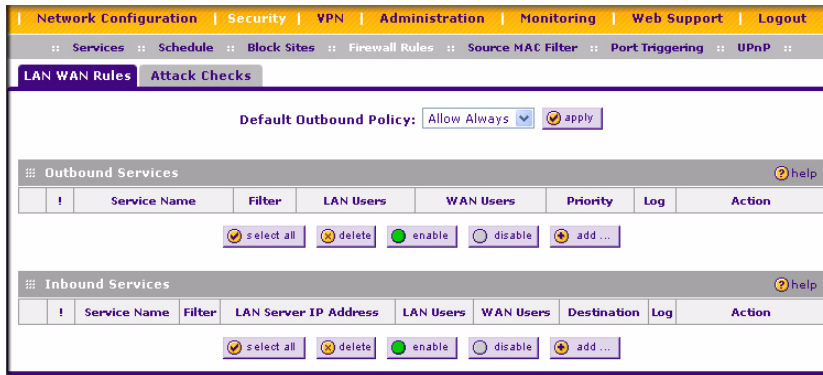 | Network Configuration | Security | VPN | Administration | Monitoring | Web Support | Logout
:: Services :: Schedule :: Block Sites :: Firewall Rules :: Source MAC Filter :: Port Triggering :: UPnP ::
LAN WAN Rules Attack Checks
Default Outbound Policy: Allow Always apply
Outbound Services help
! Service Name Filter LAN Users WAN Users Priority Log Action
select all delete enable disable add ...
Inbound Services help
! Service Name Filter LAN Server IP Address LAN Users WAN Users Destination Log Action
select all delete enable disable add ...